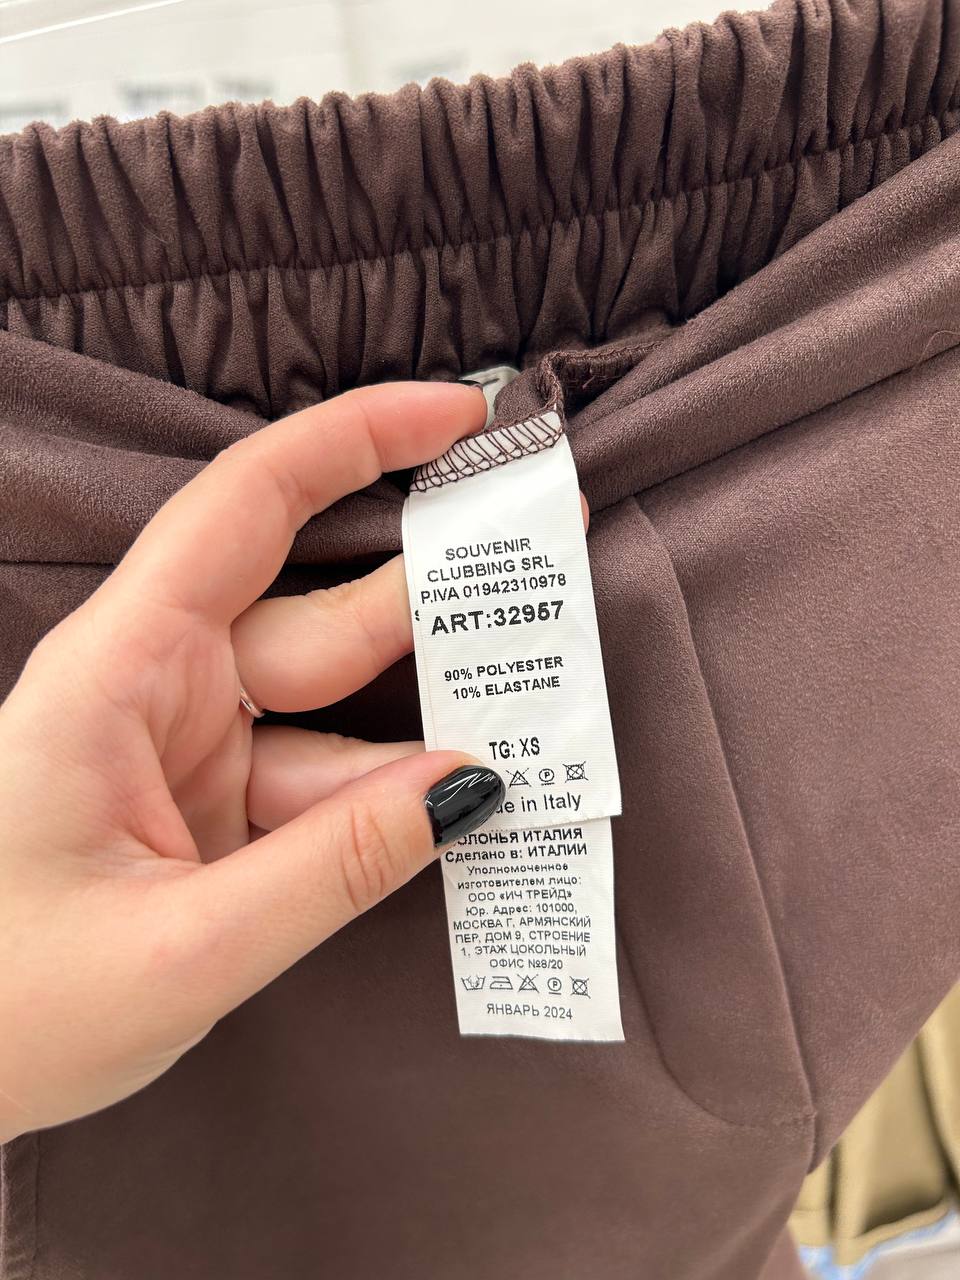 SOUVENIR
CLUBBING SRL
P.IVA 01942310978
ART:32957
90% POLYESTER
10% ELASTANE
TG: XS
in Italy
ИТАЛИЯ
Сделано в: ИТАЛИИ
Уполномоченное
изготовителем лицо:
ООО «ИЧ ТРЕЙД»
Юр. Адрес: 101000,
МОСКВА Г, АРМЯНСКИЙ
ПЕР, ДОМ 9, СТРОЕНИЕ
1, ЭТАЖ ЦОКОЛЬНЫЙ
ОФИС №8/20
ЯНВАРЬ 2024